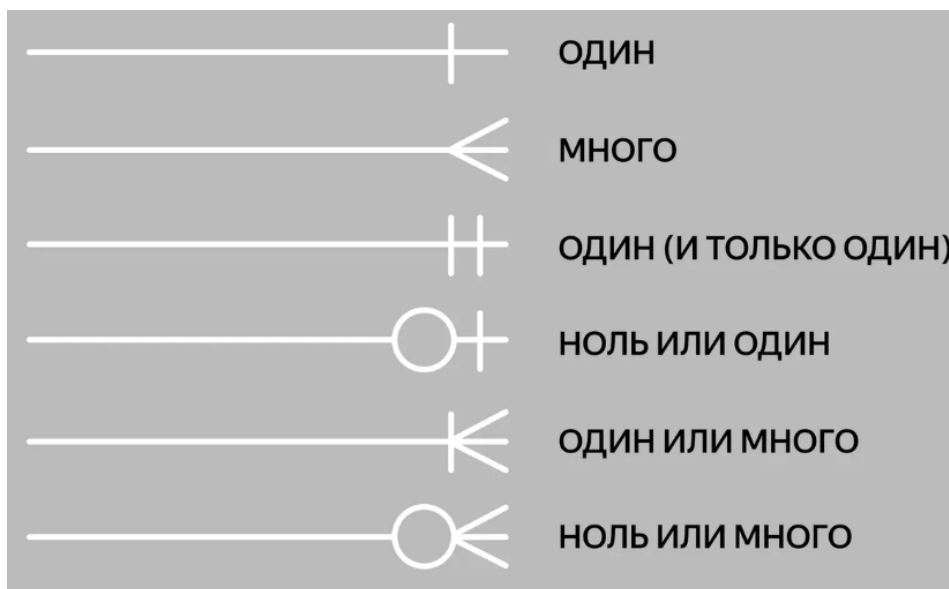 ОДИН
МНОГО
ОДИН (И ТОЛЬКО ОДИН)
НОЛЬ ИЛИ ОДИН
ОДИН ИЛИ МНОГО
НОЛЬ ИЛИ МНОГО